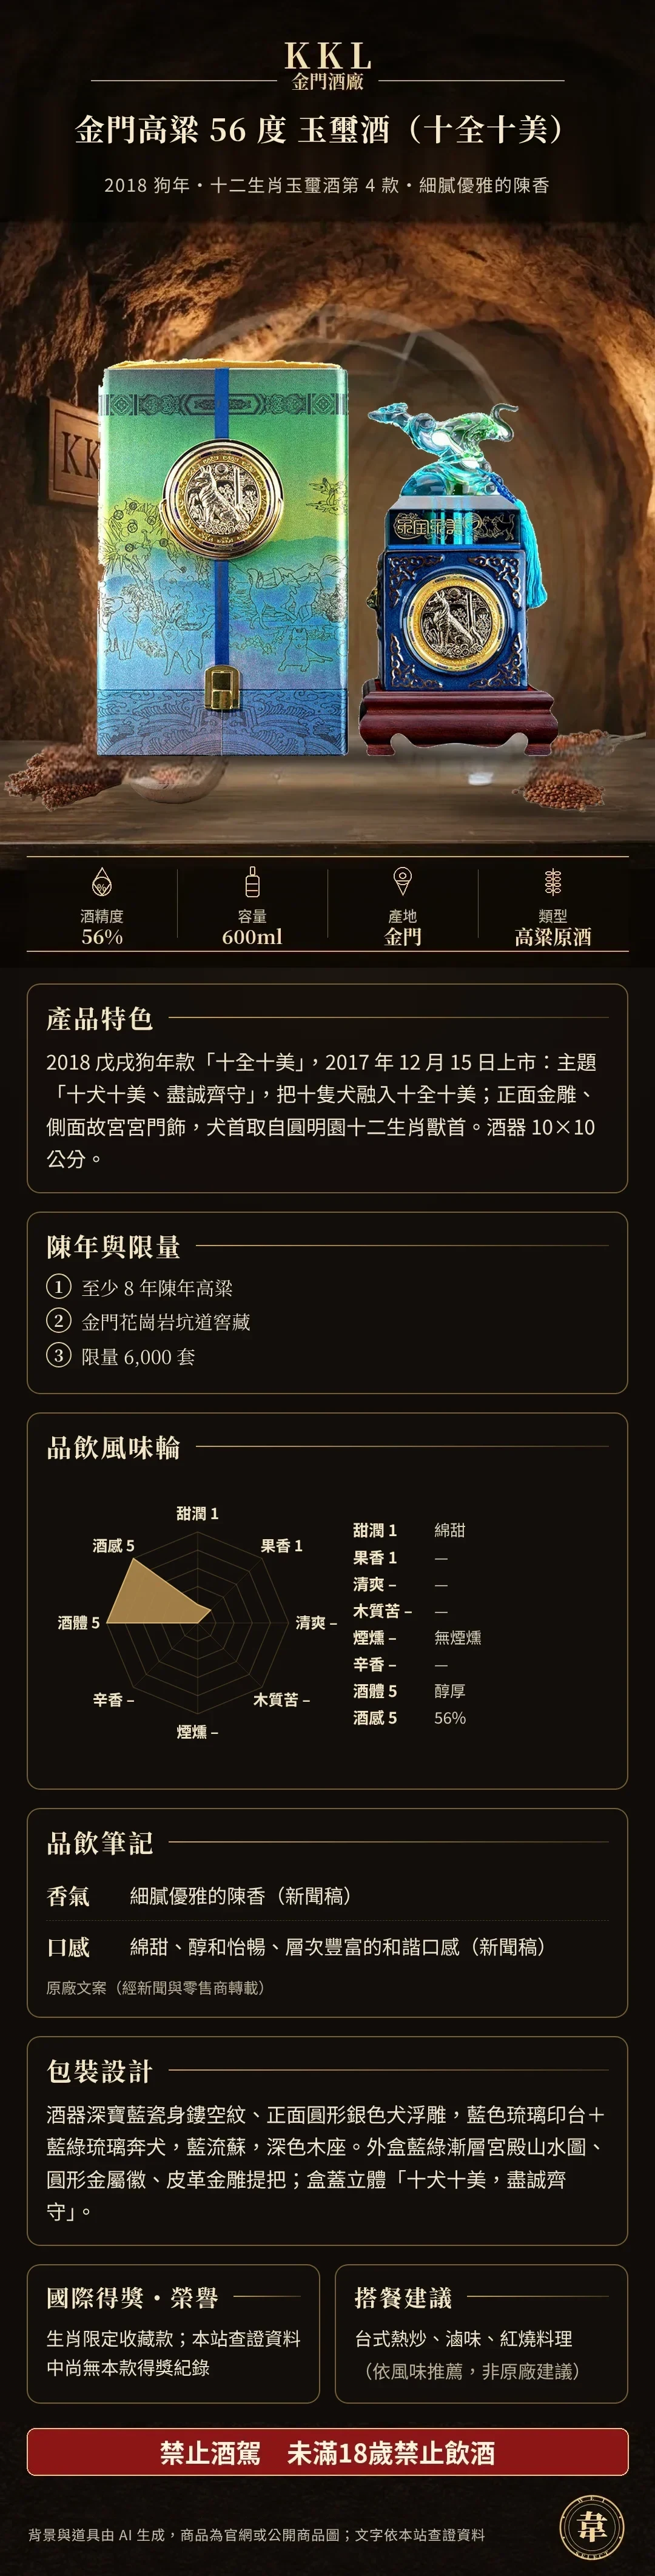 KKL
金門酒廠
金門高粱 56 度 玉璽酒（十全十美）
2018 狗年・十二生肖玉璽酒第 4 款・細膩優雅的陳香
KK
酒精度
56%
容量
600ml
產地
金門
類型
高粱原酒
產品特色
2018 戊戌狗年款「十全十美」，2017 年 12 月 15 日上市：主題
「十犬十美、盡誠齊守」，把十隻犬融入十全十美；正面金雕、
側面故宮宮門飾，犬首取自圓明園十二生肖獸首。酒器 10×10
公分。
陳年與限量
1 至少 8 年陳年高粱
2 金門花崗岩坑道窖藏
3 限量 6,000 套
品飲風味輪
甜潤 1
果香 1
清爽 –
木質苦 –
煙燻 –
辛香 –
酒體 5
酒感 5
甜潤 1 綿甜
果香 1 —
清爽 – —
木質苦 – —
煙燻 – 無煙燻
辛香 – —
酒體 5 醇厚
酒感 5 56%
品飲筆記
香氣 細膩優雅的陳香（新聞稿）
口感 綿甜、醇和怡暢、層次豐富的和諧口感（新聞稿）
原廠文案（經新聞與零售商轉載）
包裝設計
酒器深寶藍瓷身鏤空紋、正面圓形銀色犬浮雕，藍色琉璃印台＋
藍綠琉璃奔犬，藍流蘇，深色木座。外盒藍綠漸層宮殿山水圖、
圓形金屬徽、皮革金雕提把；盒蓋立體「十犬十美，盡誠齊
守」。
國際得獎・榮譽
生肖限定收藏款；本站查證資料
中尚無本款得獎紀錄
搭餐建議
台式熱炒、滷味、紅燒料理
（依風味推薦，非原廠建議）
禁止酒駕　未滿18歲禁止飲酒
背景與道具由 AI 生成，商品為官網或公開商品圖；文字依本站查證資料
韋